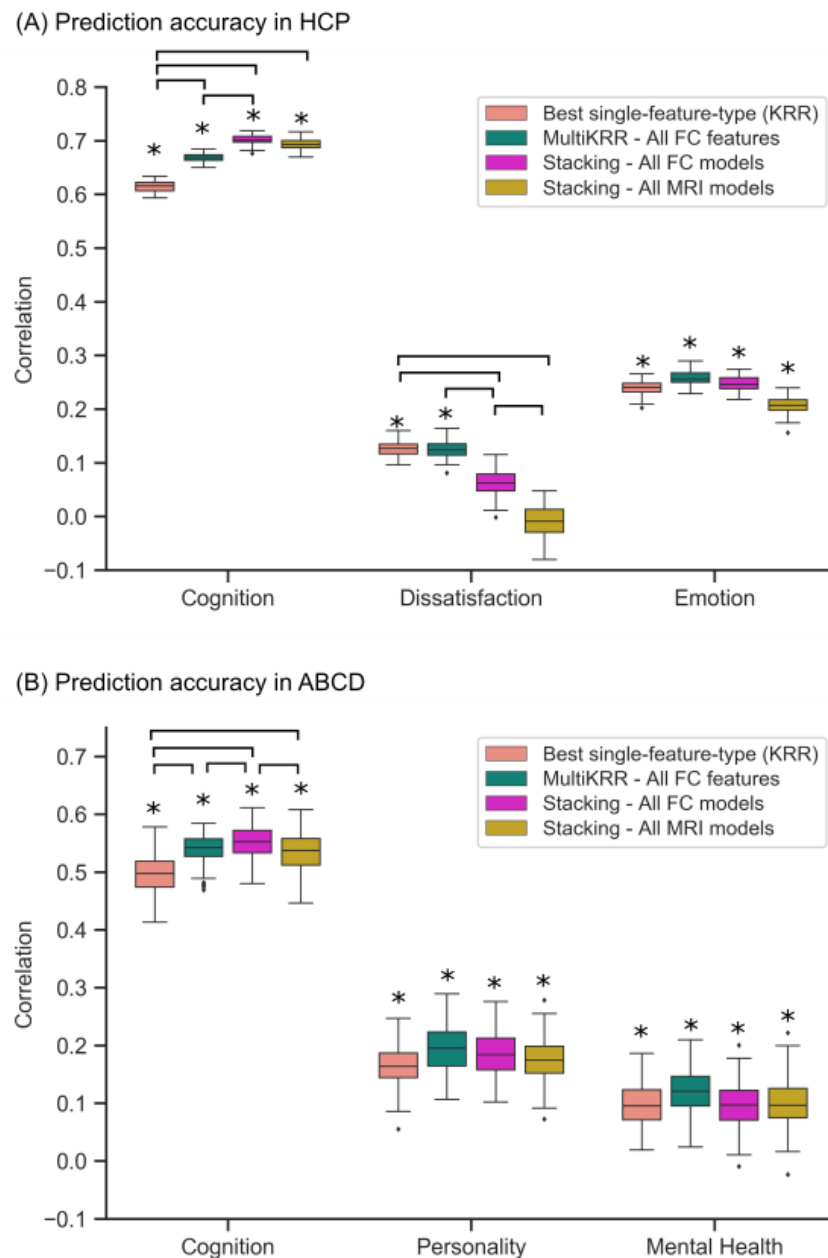 (A) Prediction accuracy in HCP
0.8
0.7
0.6
0.5
0.4
0.3
0.2
0.1
0.0
−0.1
Correlation
Best single-feature-type (KRR)
MultiKRR - All FC features
Stacking - All FC models
Stacking - All MRI models
* * * *
* *
* * * *
Cognition Dissatisfaction Emotion
(B) Prediction accuracy in ABCD
0.7
0.6
0.5
0.4
0.3
0.2
0.1
0.0
−0.1
Correlation
Best single-feature-type (KRR)
MultiKRR - All FC features
Stacking - All FC models
Stacking - All MRI models
* * * *
* * * *
* * * *
Cognition Personality Mental Health